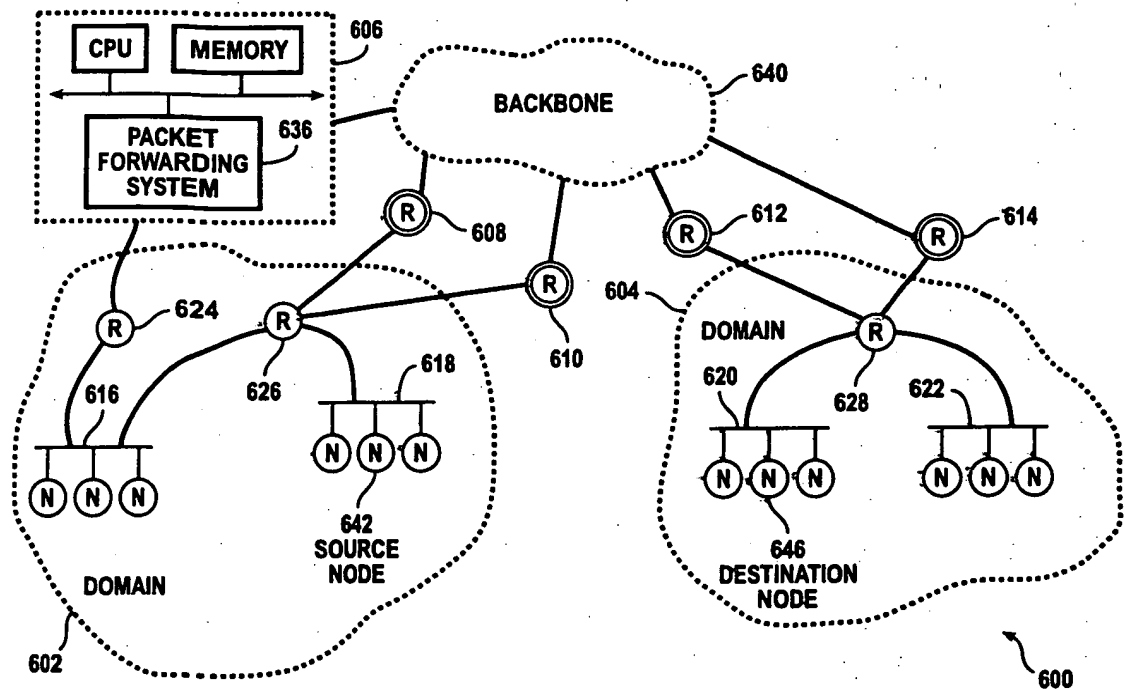 CPU
MEMORY
606
PACKET
FORWARDING
SYSTEM
636
BACKBONE
640
R
608
R
610
R
612
R
614
R
624
R
626
616
618
N
N
N
N
N
N
642
SOURCE
NODE
DOMAIN
602
604
DOMAIN
R
628
620
622
N
N
N
N
N
N
646
DESTINATION
NODE
600